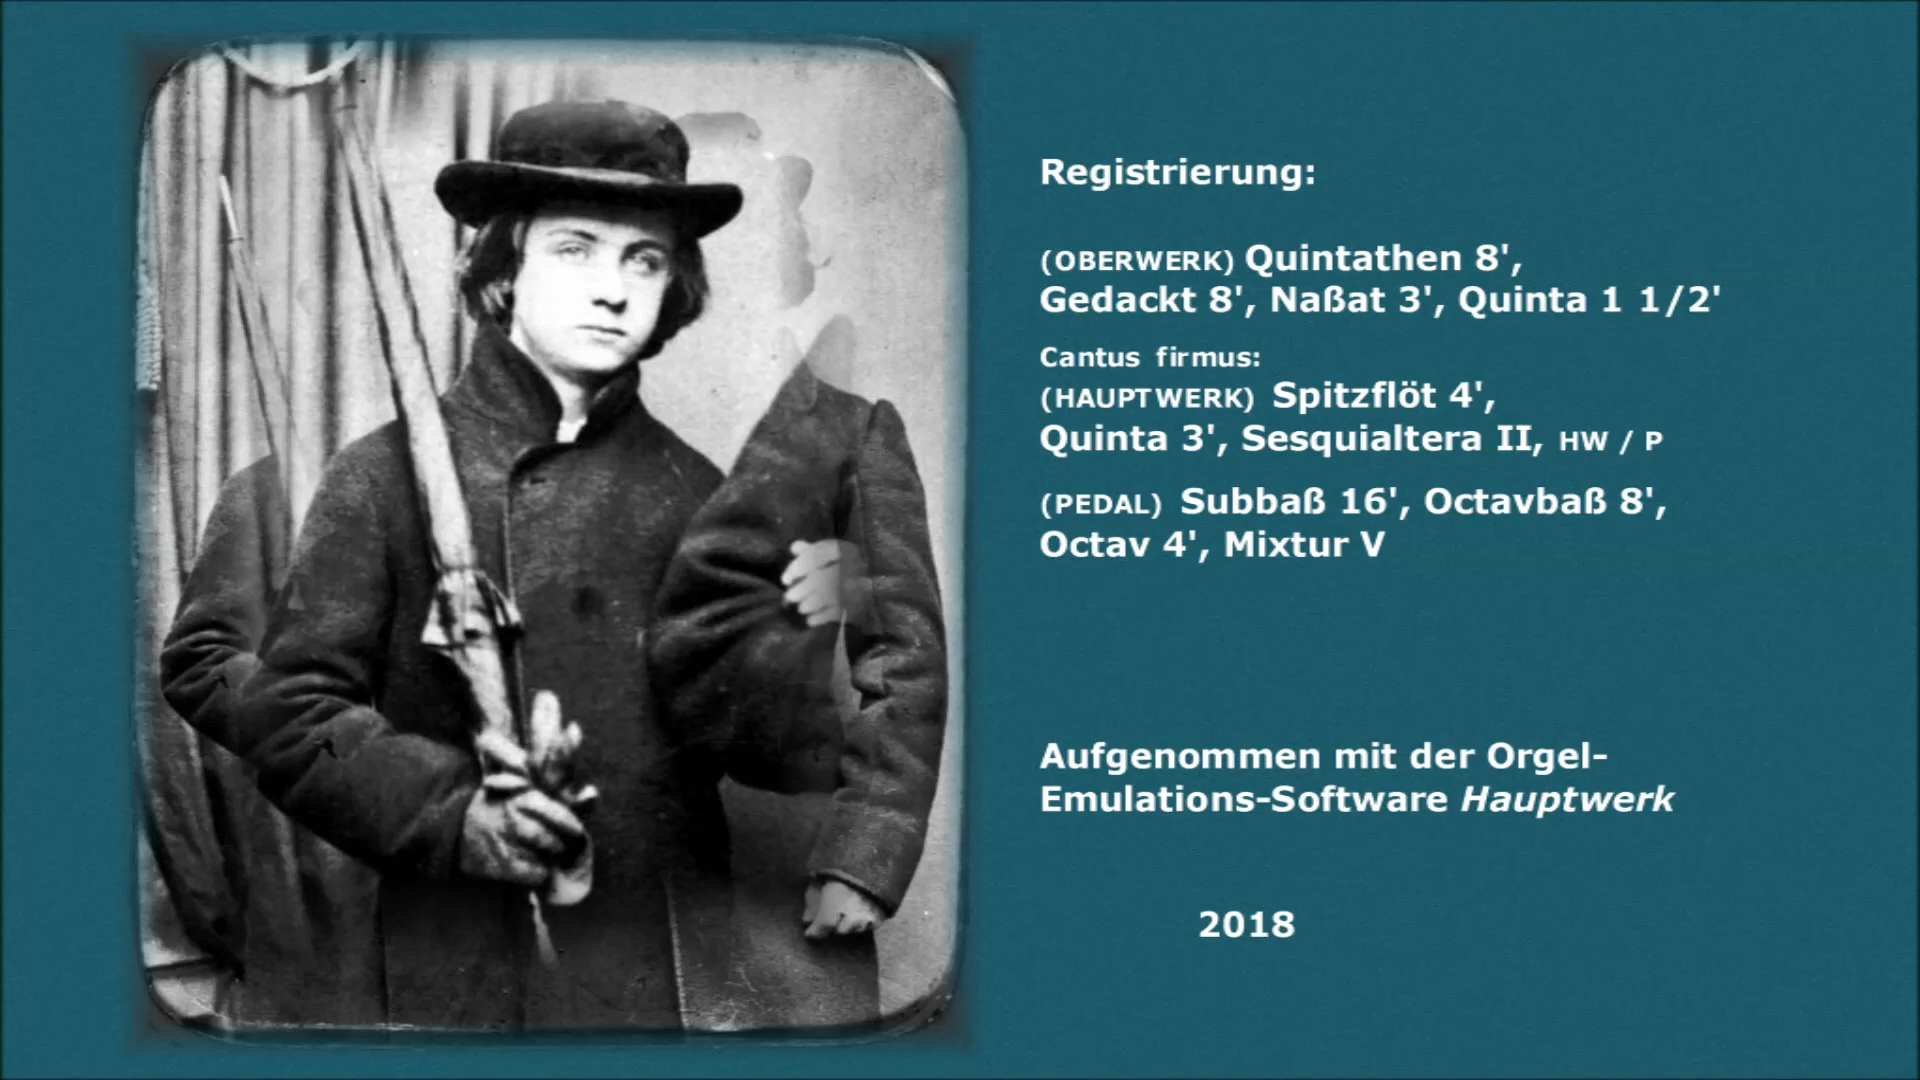 Registrierung:
(OBERWERK) Quintathen 8',
Gedackt 8', Naßat 3', Quinta 1 1/2'
Cantus firmus:
(HAUPTWERK) Spitzflöt 4',
Quinta 3', Sesquialtera II, HW / P
(PEDAL) Subbaß 16', Octavbaß 8',
Octav 4', Mixtur V
Aufgenommen mit der Orgel-
Emulations-Software Hauptwerk
2018